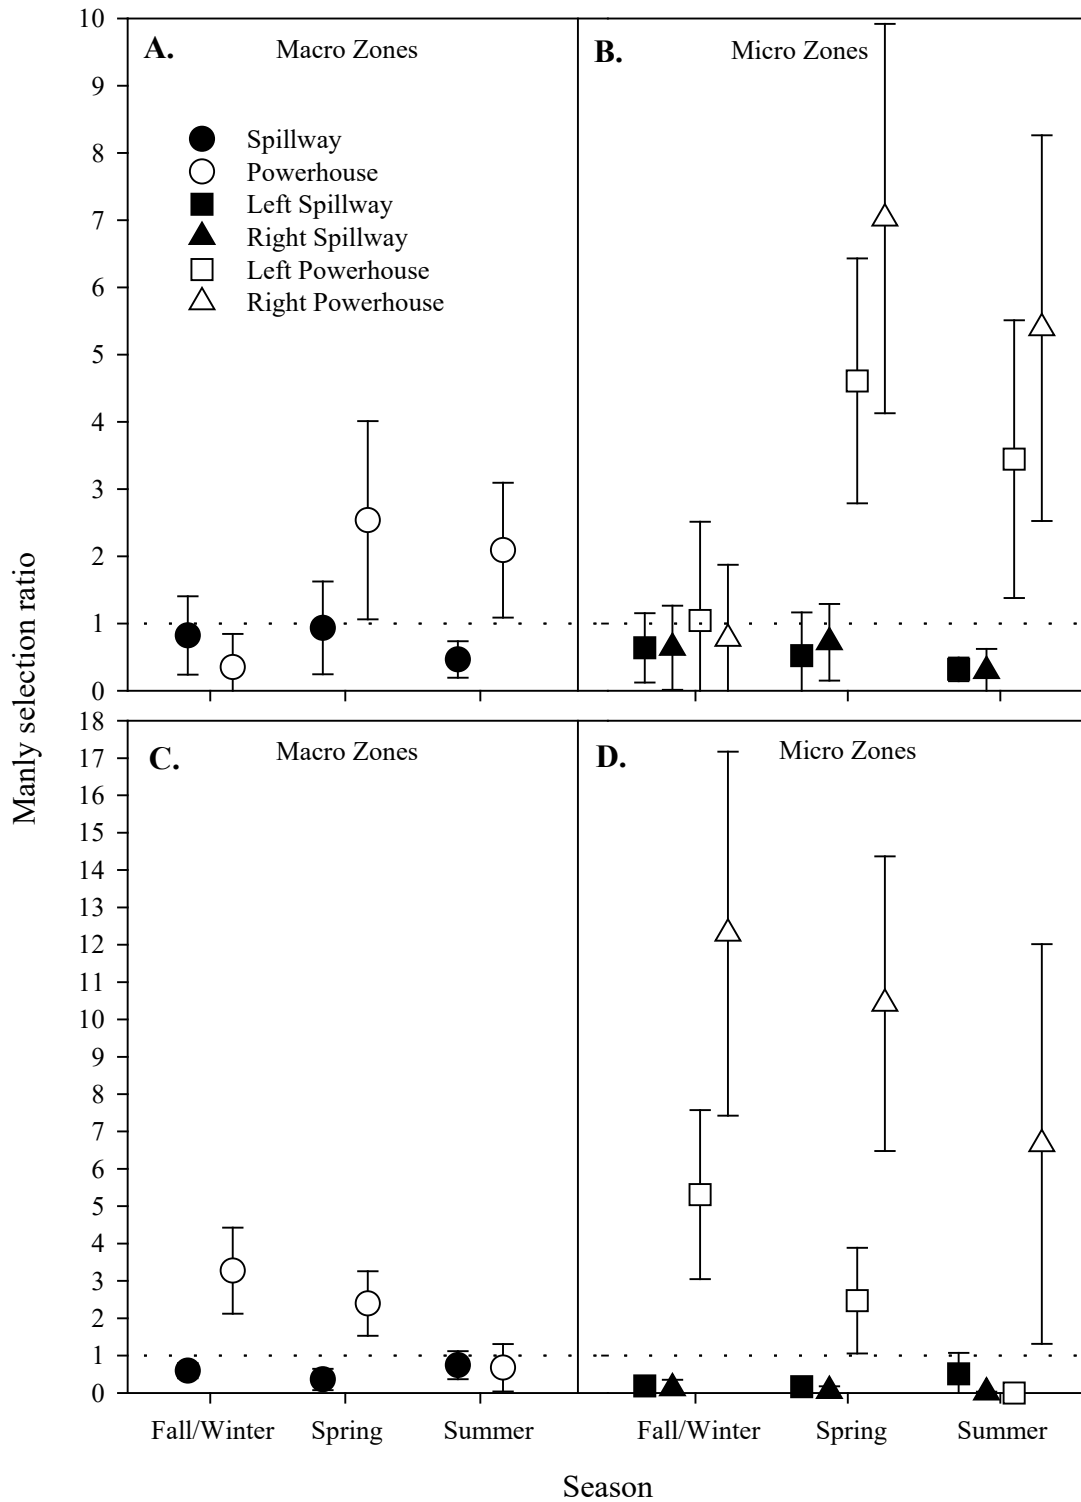 Manly selection ratio
A.
Macro Zones
Spillway
Powerhouse
Left Spillway
Right Spillway
Left Powerhouse
Right Powerhouse
10
9
8
7
6
5
4
3
2
1
0
B.
Micro Zones
C.
Macro Zones
18
17
16
15
14
13
12
11
10
9
8
7
6
5
4
3
2
1
0
D.
Micro Zones
Fall/Winter Spring Summer
Fall/Winter Spring Summer
Season